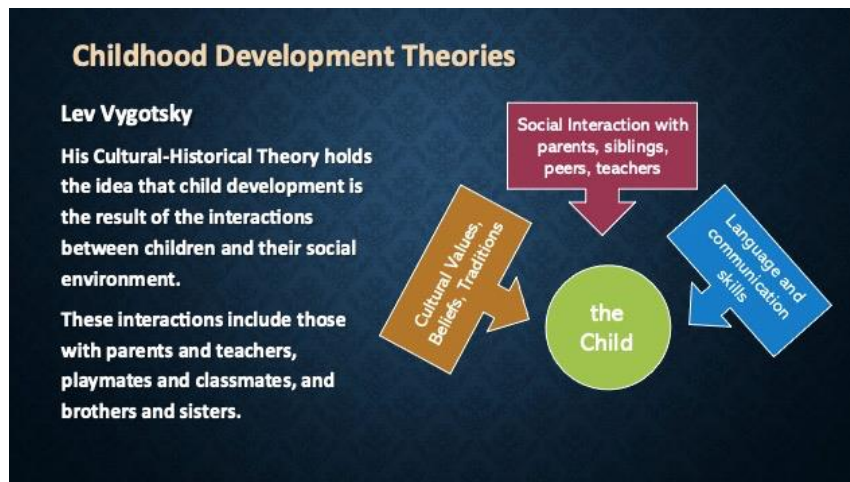 Childhood Development Theories
Lev Vygotsky
His Cultural-Historical Theory holds
the idea that child development is
the result of the interactions
between children and their social
environment.
These interactions include those
with parents and teachers,
playmates and classmates, and
brothers and sisters.
Social Interaction with
parents, siblings,
peers, teachers
Cultural Values,
Beliefs, Traditions
Language and
communication
skills
the
Child